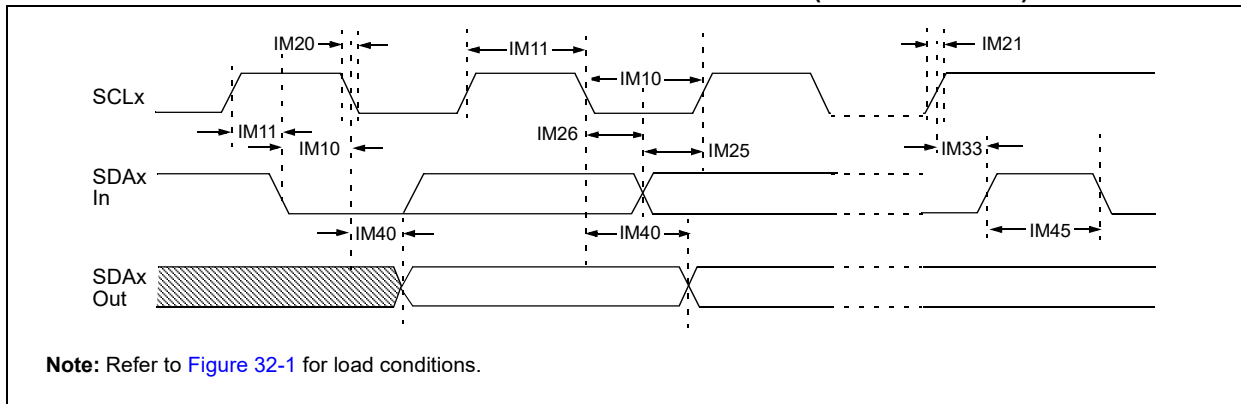 IM20
IM11
IM21
SCLx
IM10
IM11
IM10
IM26
IM25
IM33
SDAx
In
IM40
IM40
IM45
SDAx
Out
Note: Refer to Figure 32-1 for load conditions.